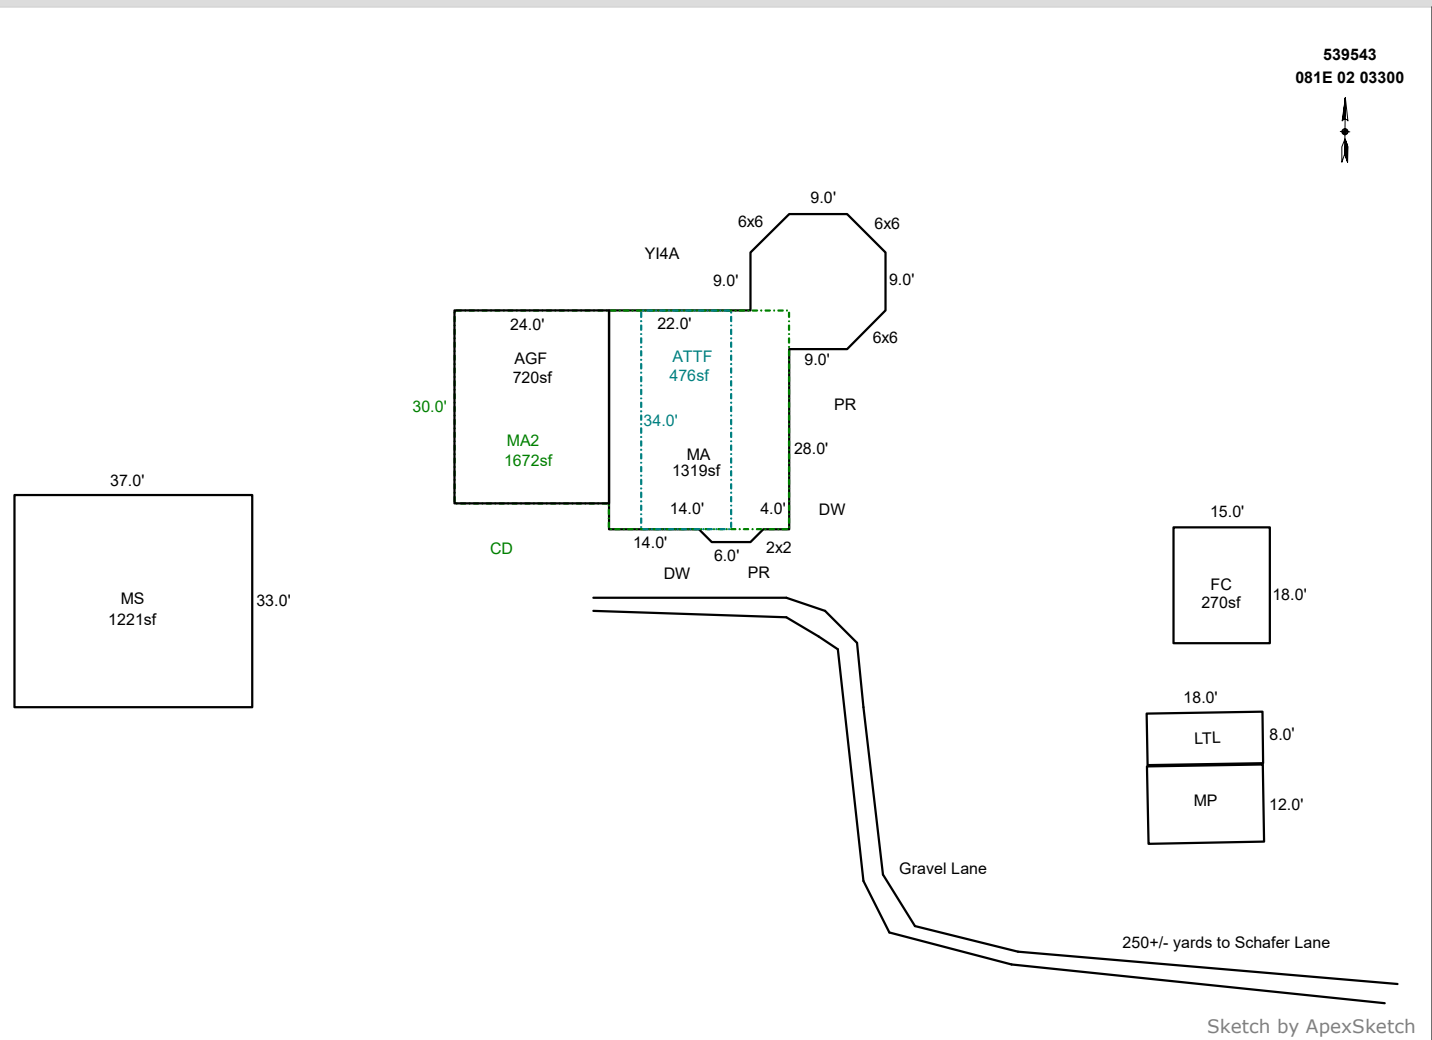 539543
081E 02 03300
9.0'
6x6
6x6
YI4A
9.0'
9.0'
24.0'
22.0'
6x6
AGF
720sf
ATTF
476sf
9.0'
30.0'
PR
34.0'
MA2
1672sf
28.0'
MA
1319sf
37.0'
14.0'
4.0'
DW
15.0'
14.0'
6.0'
2x2
CD
DW
PR
MS
1221sf
33.0'
FC
270sf
18.0'
18.0'
LTL
8.0'
MP
12.0'
Gravel Lane
250+/- yards to Schafer Lane
Sketch by ApexSketch